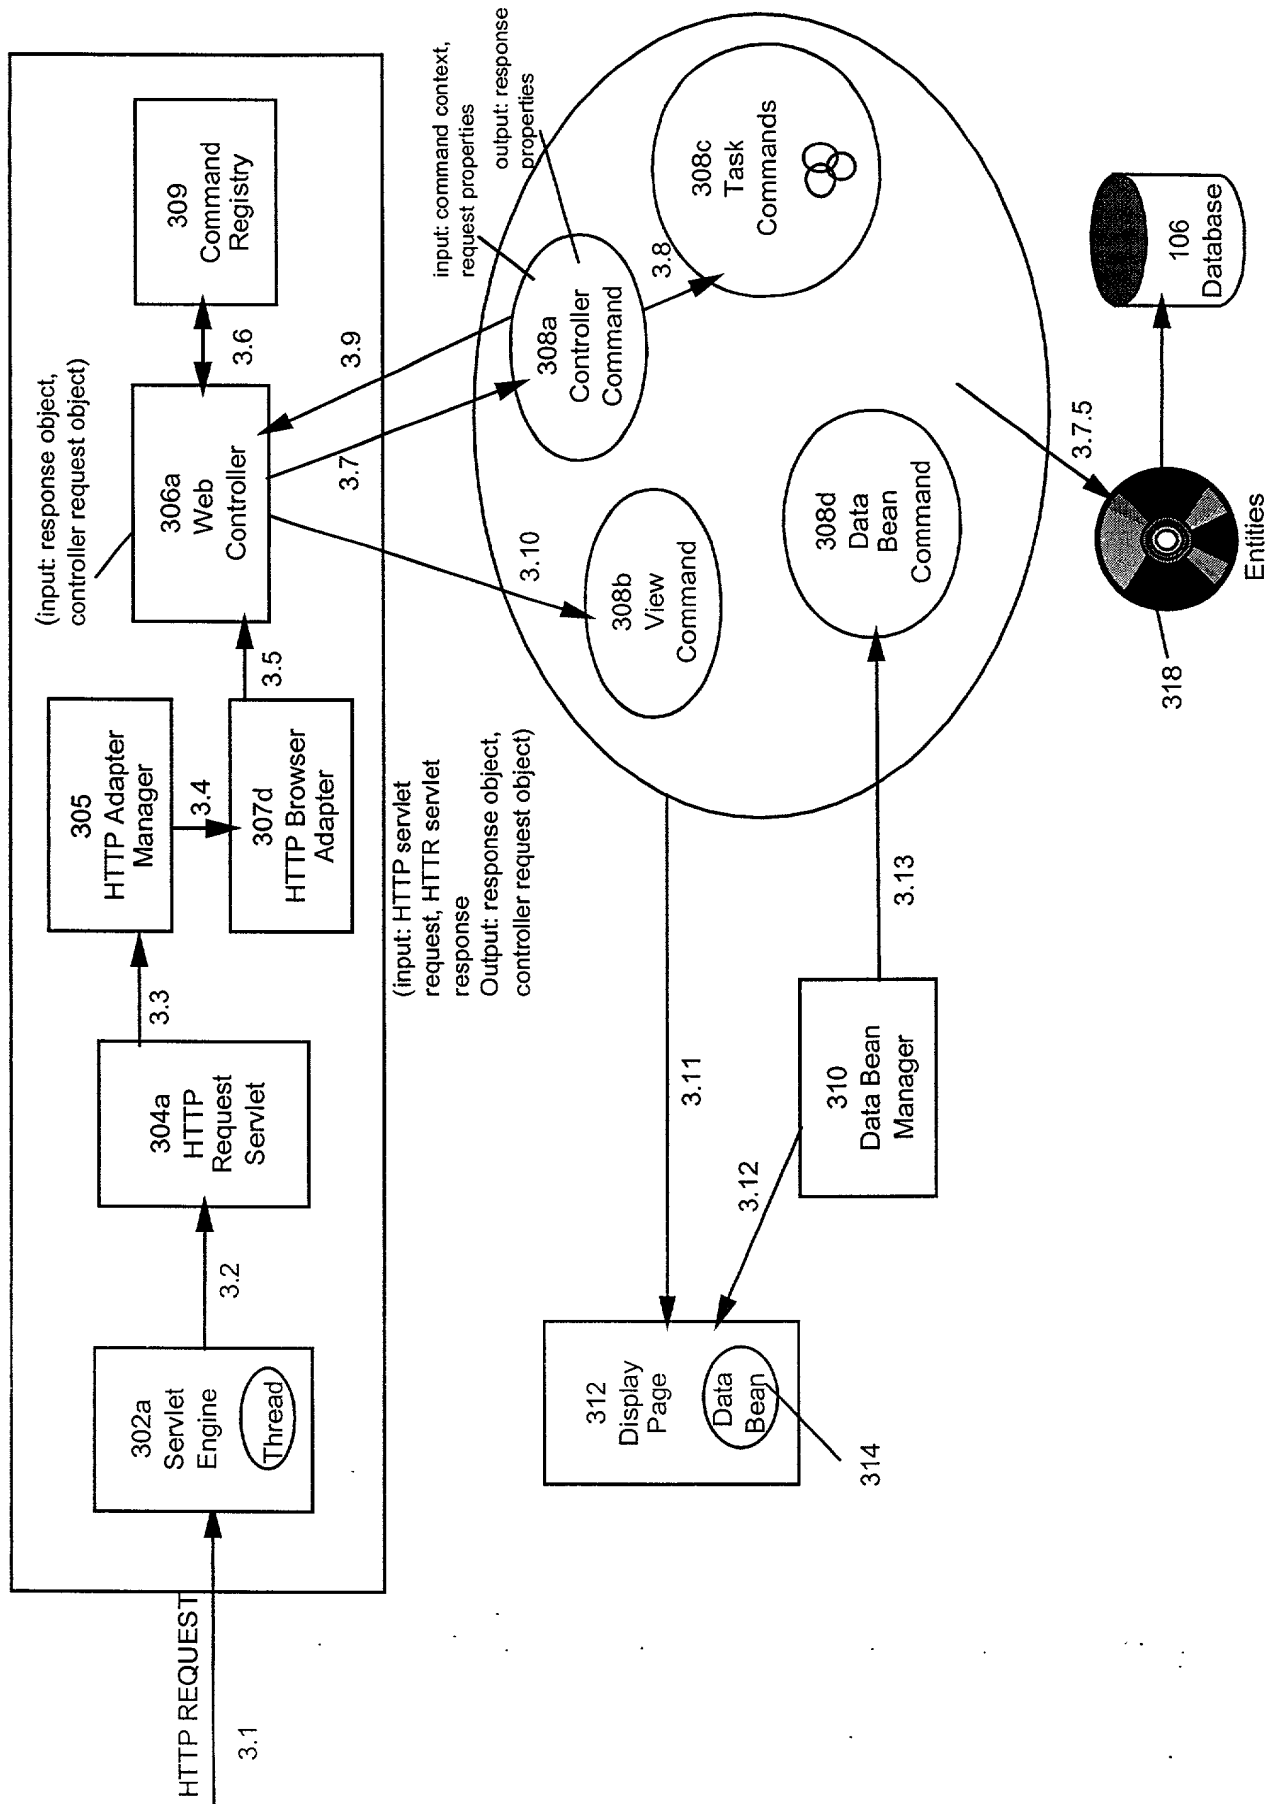 HTTP REQUEST
3.1
302a
Servlet
Engine
Thread
3.2
304a
HTTP
Request
Servlet
3.3
305
HTTP Adapter
Manager
3.4
307d
HTTP Browser
Adapter
3.5
(input: HTTP servlet
request, HTTR servlet
response
Output: response object,
controller request object)
(input: response object,
controller request object)
306a
Web
Controller
3.6
309
Command
Registry
3.7
3.9
3.10
input: command context,
request properties
output: response
properties
308a
Controller
Command
3.8
308c
Task
Commands
308b
View
Command
308d
Data
Bean
Command
3.7.5
318
Entities
106
Database
3.11
312
Display
Page
Data
Bean
314
3.12
310
Data Bean
Manager
3.13